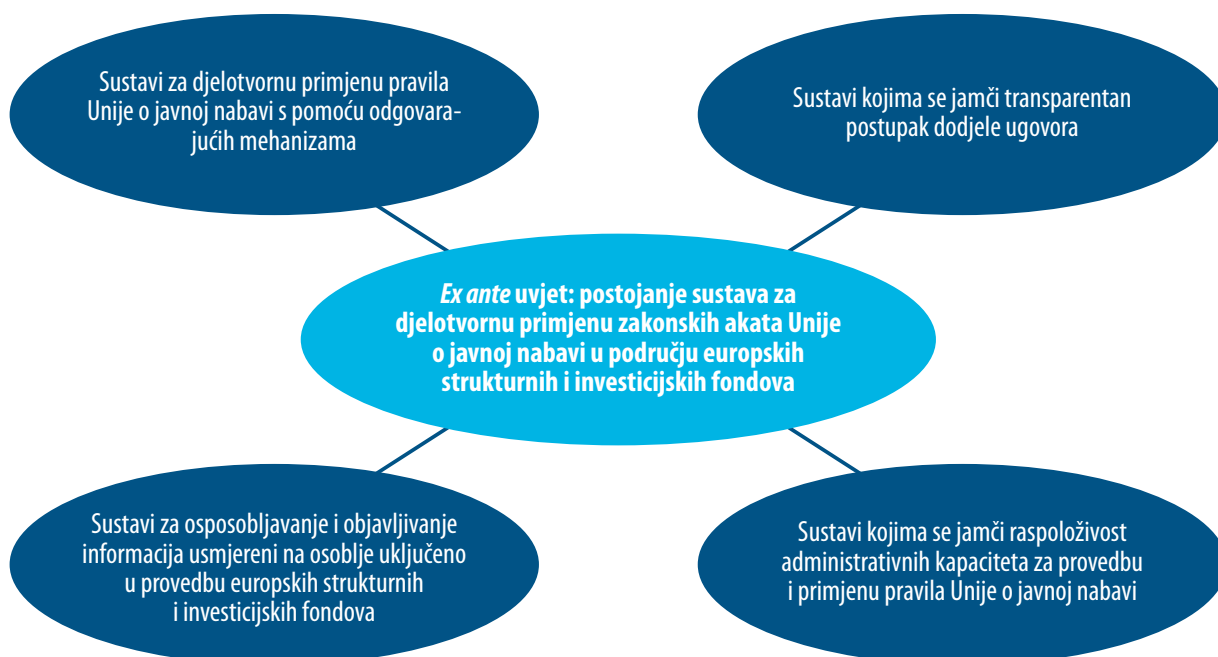 Sustavi za djelotvornu primjenu pravila
Unije o javnoj nabavi s pomoću odgovara-
jućih mehanizama
Sustavi kojima se jamči transparentan
postupak dodjele ugovora
Ex ante uvjet: postojanje sustava za
djelotvornu primjenu zakonskih akata Unije
o javnoj nabavi u području europskih
strukturnih i investicijskih fondova
Sustavi za osposobljavanje i objavljivanje
informacija usmjereni na osoblje uključeno
u provedbu europskih strukturnih
i investicijskih fondova
Sustavi kojima se jamči raspoloživost
administrativnih kapaciteta za provedbu
i primjenu pravila Unije o javnoj nabavi